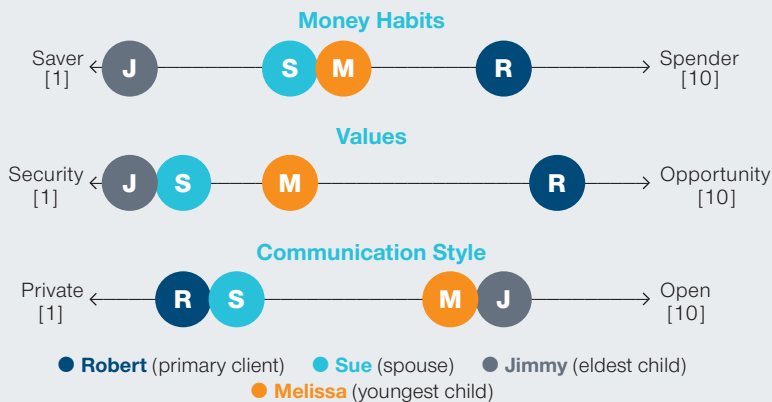 Money Habits
Saver
[1]
J
S
M
R
Spender
[10]
Values
Security
[1]
J
S
M
R
Opportunity
[10]
Communication Style
Private
[1]
R
S
M
J
Open
[10]
Robert (primary client)
Sue (spouse)
Jimmy (eldest child)
Melissa (youngest child)